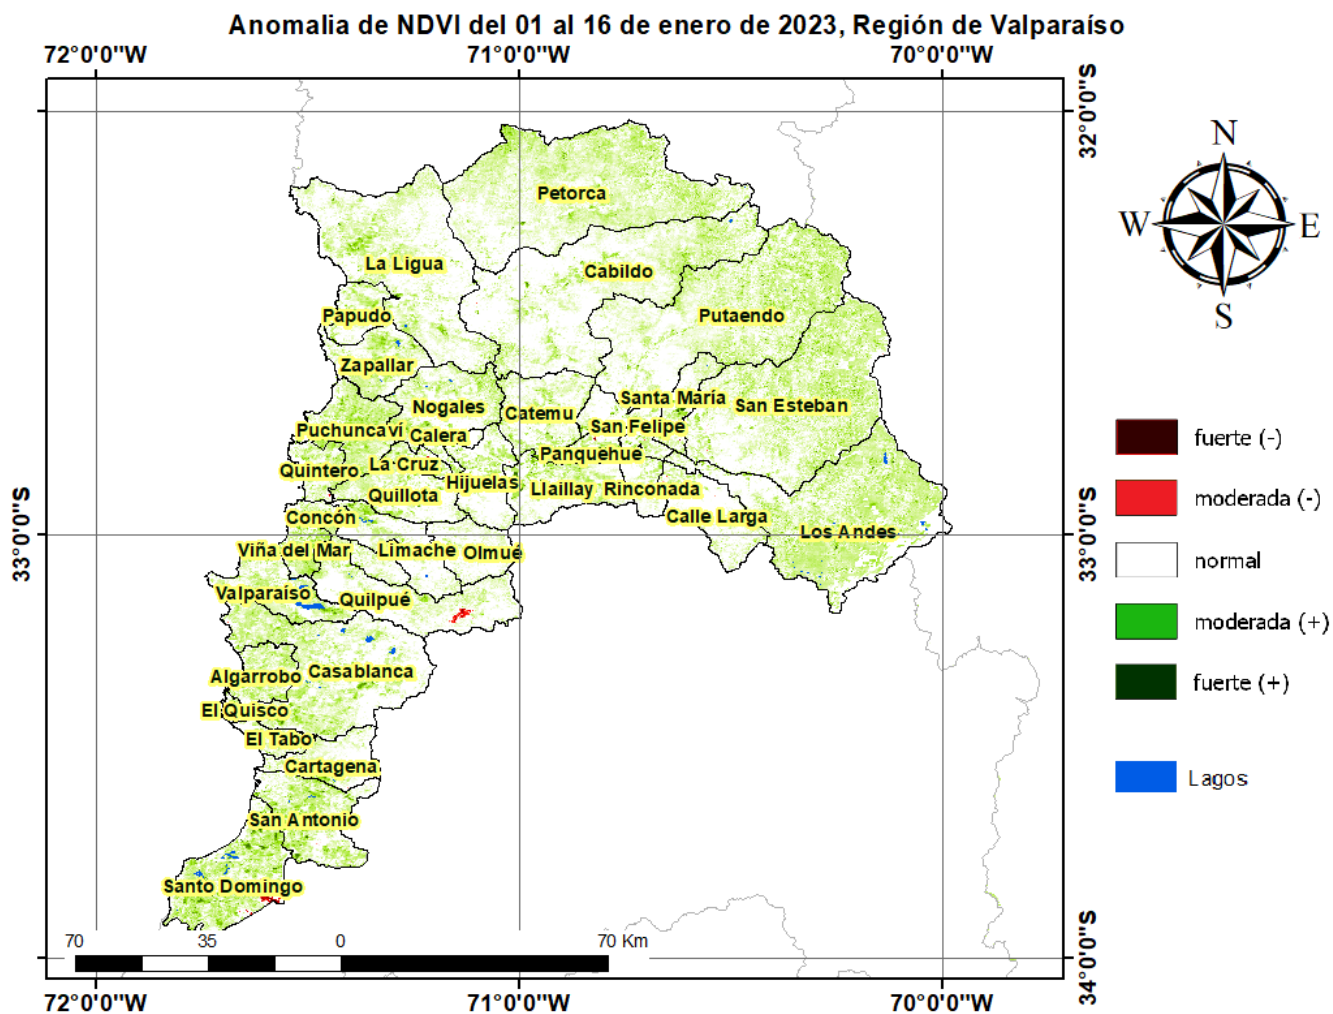 Anomalia de NDVI del 01 al 16 de enero de 2023, Región de Valparaíso
72°0'0"W 71°0'0"W 70°0'0"W
32°0'0"S
N
W E
S
Petorca
La Ligua
Cabildo
Papudo
Putaendo
Zapallar
Santa María
San Esteban
Nogales
Catemu
San Felipe
Puchuncaví
Calera
Panquehue
La Cruz
Quintero
Hijuelas
Quillota
Llaillay
Rinconada
Concón
Calle Larga
Los Andes
33°0'0"S
33°0'0"S
Viña del Mar
Limache
Olmué
Valparaíso
Quilpué
Casablanca
Algarrobo
El Quisco
El Tabo
Cartagena
San Antonio
Santo Domingo
fuerte (-)
moderada (-)
normal
moderada (+)
fuerte (+)
Lagos
70 35 0 70 Km
34°0'0"S
72°0'0"W 71°0'0"W 70°0'0"W